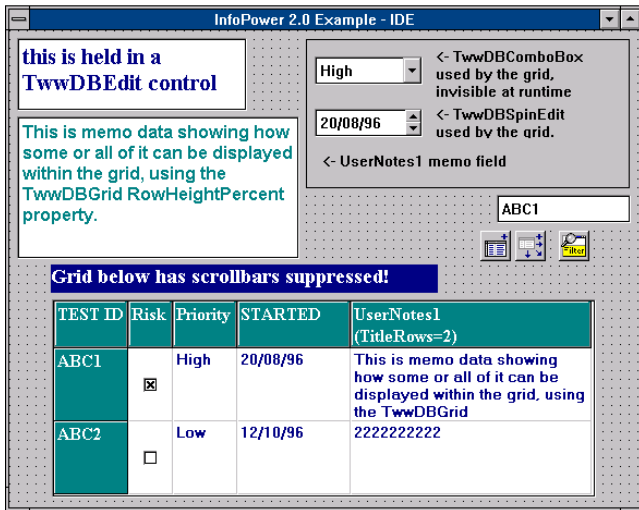 InfoPower 2.0 Example - IDE
this is held in a
TwwDBEdit control
High
<- TwwDBComboBox
used by the grid,
invisible at runtime
20/08/96
<- TwwDBSpinEdit
used by the grid.
<- UserNotes1 memo field
This is memo data showing how
some or all of it can be displayed
within the grid, using the
TwwDBGrid RowHeightPercent
property.
ABC1
Filter
Grid below has scrollbars suppressed!
TEST ID Risk Priority STARTED UserNotes1
(TitleRows=2)
ABC1 High 20/08/96 This is memo data showing
how some or all of it can be
displayed within the grid, using
the TwwDBGrid
ABC2 Low 12/10/96 2222222222